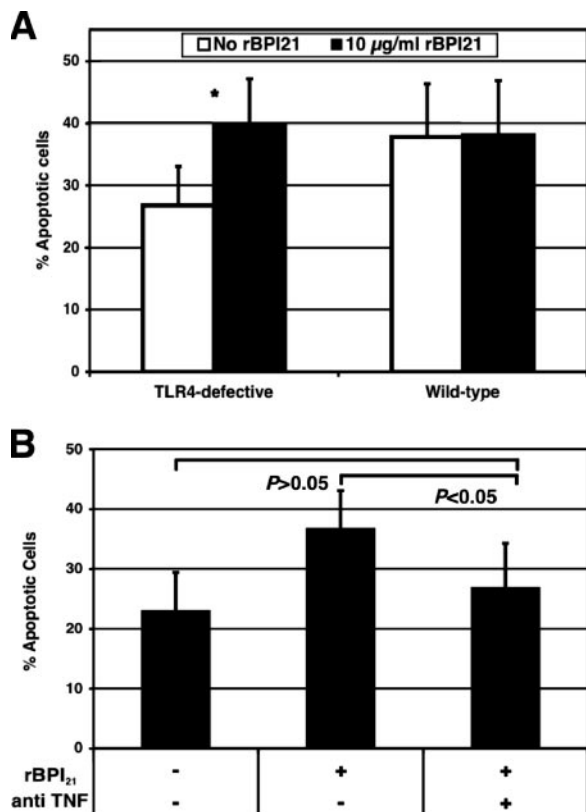 A
No rBPI21 10 µg/ml rBPI21
50
40
30
20
10
0
% Apoptotic cells
*
TLR4-defective Wild-type
B
50
40
30
20
10
0
% Apoptotic Cells
P>0.05
P<0.05
rBPI21 - + +
anti TNF - - +